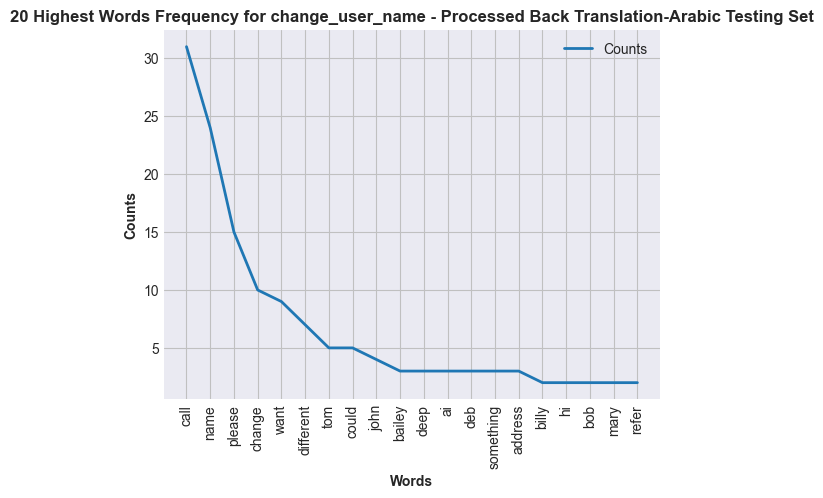 20 Highest Words Frequency for change_user_name - Processed Back Translation-Arabic Testing Set
Counts
30
25
20
15
10
5
Counts
call
name
please
change
want
different
tom
could
john
bailey
deep
ai
deb
something
address
billy
hi
bob
mary
refer
Words